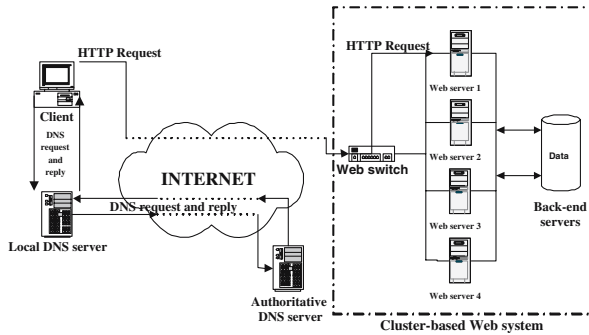 HTTP Request
HTTP Request
Web server 1
Client
DNS
request
and
reply
Web server 2
Data
Web switch
INTERNET
DNS request and reply
Web server 3
Back-end
servers
Local DNS server
Web server 4
Authoritative
DNS server
Cluster-based Web system